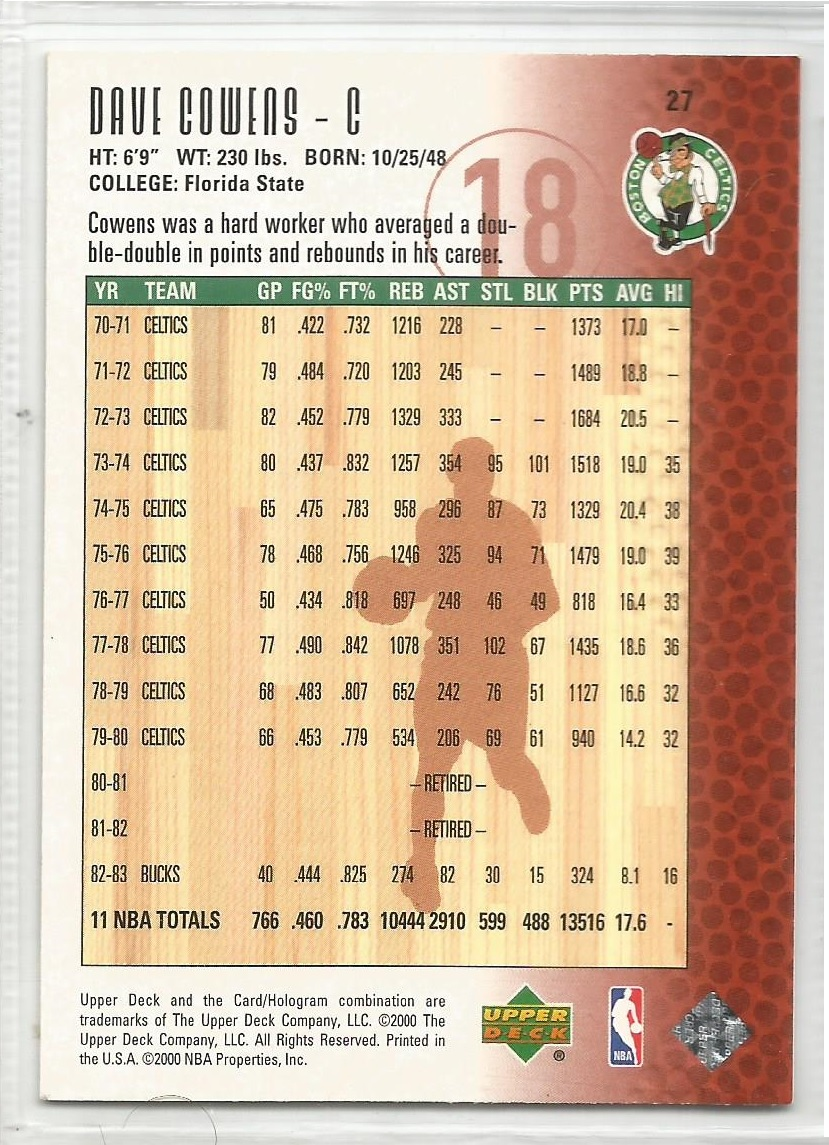 DAVE COWENS - C
27
HT: 6'9" WT: 230 lbs. BORN: 10/25/48
COLLEGE: Florida State
18
BOSTON CELTICS
Cowens was a hard worker who averaged a dou-
ble-double in points and rebounds in his career.
YR TEAM GP FG% FT% REB AST STL BLK PTS AVG HI
70-71 CELTICS 81 .422 .732 1216 228 – – 1373 17.0 –
71-72 CELTICS 79 .484 .720 1203 245 – – 1489 18.8 –
72-73 CELTICS 82 .452 .779 1329 333 – – 1684 20.5 –
73-74 CELTICS 80 .437 .832 1257 354 95 101 1518 19.0 35
74-75 CELTICS 65 .475 .783 958 296 87 73 1329 20.4 38
75-76 CELTICS 78 .468 .756 1246 325 94 71 1479 19.0 39
76-77 CELTICS 50 .434 .818 697 248 46 49 818 16.4 33
77-78 CELTICS 77 .490 .842 1078 351 102 67 1435 18.6 36
78-79 CELTICS 68 .483 .807 652 242 76 51 1127 16.6 32
79-80 CELTICS 66 .453 .779 534 206 69 61 940 14.2 32
80-81 – RETIRED –
81-82 – RETIRED –
82-83 BUCKS 40 .444 .825 274 82 30 15 324 8.1 16
11 NBA TOTALS 766 .460 .783 10444 2910 599 488 13516 17.6 -
Upper Deck and the Card/Hologram combination are
trademarks of The Upper Deck Company, LLC. ©2000 The
Upper Deck Company, LLC. All Rights Reserved. Printed in
the U.S.A. ©2000 NBA Properties, Inc.
UPPER
DECK
®
NBA